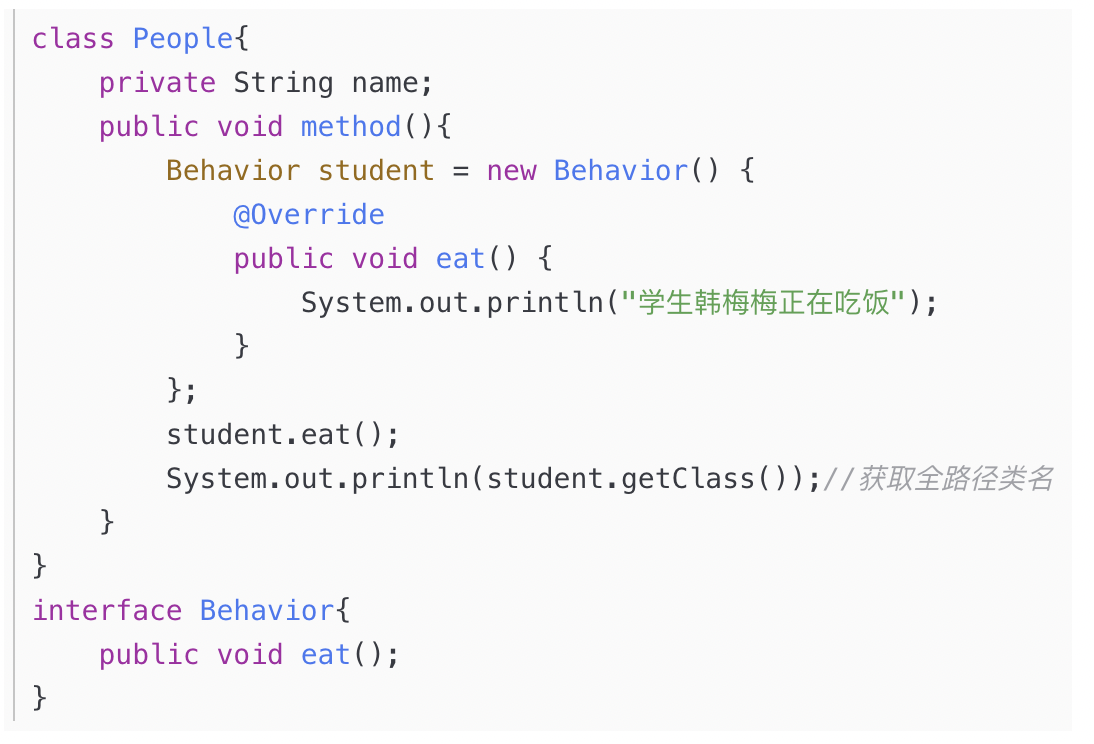 class People{
    private String name;
    public void method(){
        Behavior student = new Behavior() {
            @Override
            public void eat() {
                System.out.println("学生韩梅梅正在吃饭");
            }
        };
        student.eat();
        System.out.println(student.getClass());//获取全路径类名
    }
}
interface Behavior{
    public void eat();
}